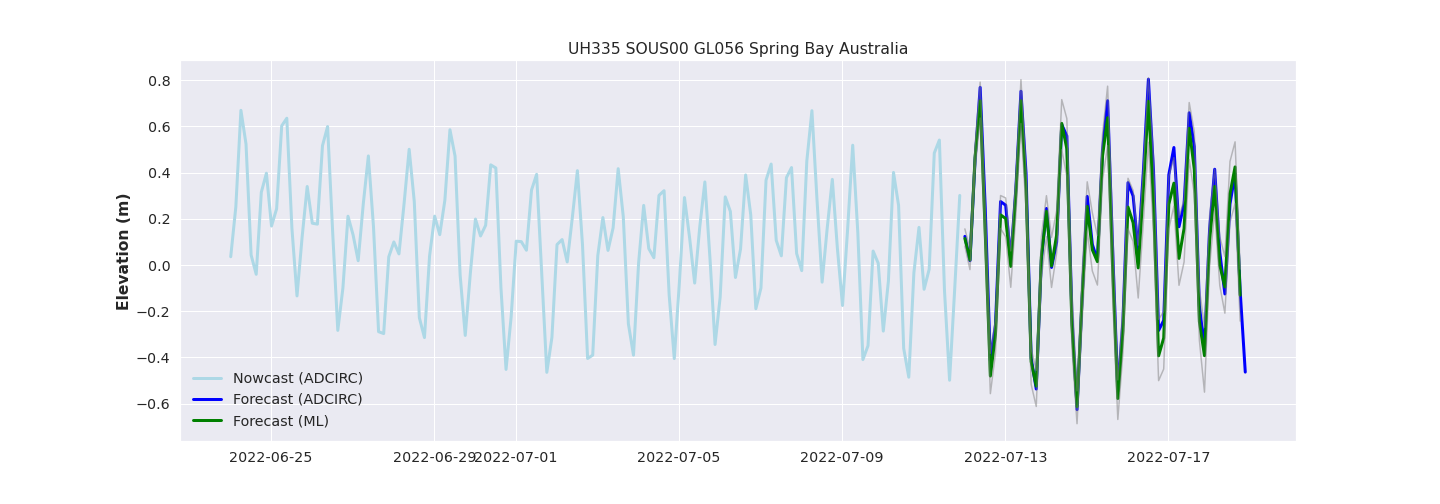 UH335 SOUS00 GL056 Spring Bay Australia
Elevation (m)
0.8
0.6
0.4
0.2
0.0
−0.2
−0.4
−0.6
Nowcast (ADCIRC)
Forecast (ADCIRC)
Forecast (ML)
2022-06-25 2022-06-29 2022-07-01 2022-07-05 2022-07-09 2022-07-13 2022-07-17